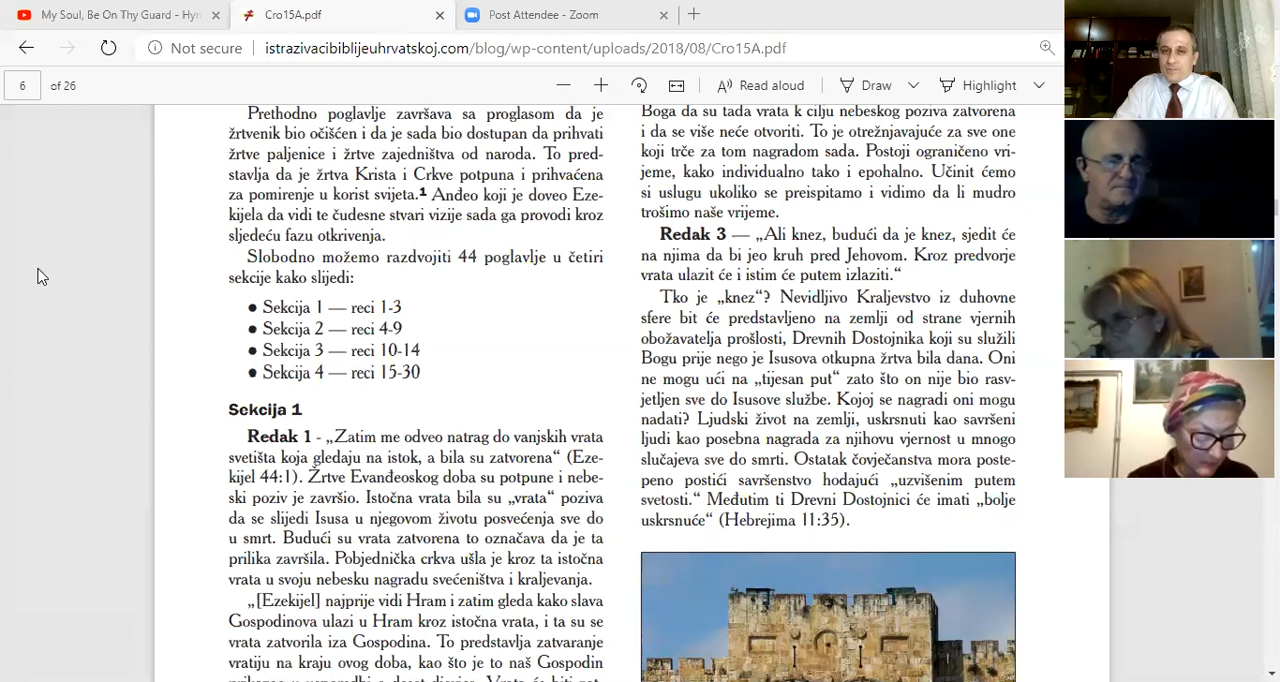 My Soul, Be On Thy Guard - Hyn
Cro15A.pdf
Post Attendee - Zoom
Not secure
istrazivacibiblijeuhrvatskoj.com/blog/wp-content/uploads/2018/08/Cro15A.pdf
6 of 26
Read aloud
Draw
Highlight
Prethodno poglavlje završava sa proglasom da je
žrtvenik bio očišćen i da je sada bio dostupan da prihvati
žrtve paljenice i žrtve zajedništva od naroda. To pred-
stavlja da je žrtva Krista i Crkve potpuna i prihvaćena
za pomirenje u korist svijeta.1 Anđeo koji je doveo Eze-
kijela da vidi te čudesne stvari vizije sada ga provodi kroz
sljedeću fazu otkrivenja.
Slobodno možemo razdvojiti 44 poglavlje u četiri
sekcije kako slijedi:
● Sekcija 1 — reci 1-3
● Sekcija 2 — reci 4-9
● Sekcija 3 — reci 10-14
● Sekcija 4 — reci 15-30
Sekcija 1
Redak 1 - „Zatim me odveo natrag do vanjskih vrata
svetišta koja gledaju na istok, a bila su zatvorena“ (Eze-
kijel 44:1). Žrtve Evanđeoskog doba su potpune i nebe-
ski poziv je završio. Istočna vrata bila su „vrata“ poziva
da se slijedi Isusa u njegovom životu posvećenja sve do
u smrt. Budući su vrata zatvorena to označava da je ta
prilika završila. Pobjednička crkva ušla je kroz ta istočna
vrata u svoju nebesku nagradu svećeništva i kraljevanja.
„[Ezekijel] najprije vidi Hram i zatim gleda kako slava
Gospodinova ulazi u Hram kroz istočna vrata, i ta su se
vrata zatvorila iza Gospodina. To predstavlja zatvaranje
vratiju na kraju ovog doba, kao što je to naš Gospodin
Boga da su tada vrata k cilju nebeskog poziva zatvorena
i da se više neće otvoriti. To je otrežnjavajuće za sve one
koji trče za tom nagradom sada. Postoji ograničeno vri-
jeme, kako individualno tako i epohalno. Učinit ćemo
si uslugu ukoliko se preispitamo i vidimo da li mudro
trošimo naše vrijeme.
Redak 3 — „Ali knez, budući da je knez, sjedit će
na njima da bi jeo kruh pred Jehovom. Kroz predvorje
vrata ulazit će i istim će putem izlaziti.“
Tko je „knez“? Nevidljivo Kraljevstvo iz duhovne
sfere bit će predstavljeno na zemlji od strane vjernih
obožavatelja prošlosti, Drevnih Dostojnika koji su služili
Bogu prije nego je Isusova otkupna žrtva bila dana. Oni
ne mogu ući na „tijesan put“ zato što on nije bio rasv-
jetljen sve do Isusove službe. Kojoj se nagradi oni mogu
nadati? Ljudski život na zemlji, uskrsnuti kao savršeni
ljudi kao posebna nagrada za njihovu vjernost u mnogo
slučajeva sve do smrti. Ostatak čovječanstva mora poste-
peno postići savršenstvo hodajući „uzvišenim putem
svetosti.“ Međutim ti Drevni Dostojnici će imati „bolje
uskrsnuće“ (Hebrejima 11:35).